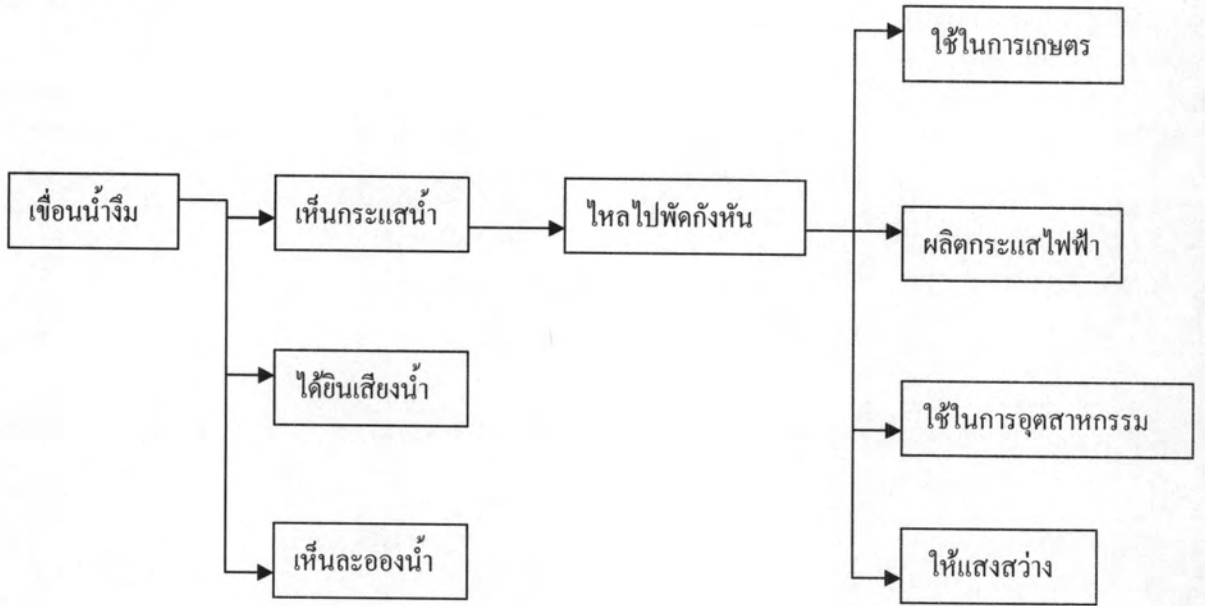 ใช้ในการเกษตร
เขื่อนน้ำงึม
เห็นกระแสน้ำ
ไหลไปพัดกังหัน
ผลิตกระแสไฟฟ้า
ได้ยินเสียงน้ำ
ใช้ในการอุตสาหกรรม
เห็นละอองน้ำ
ให้แสงสว่าง